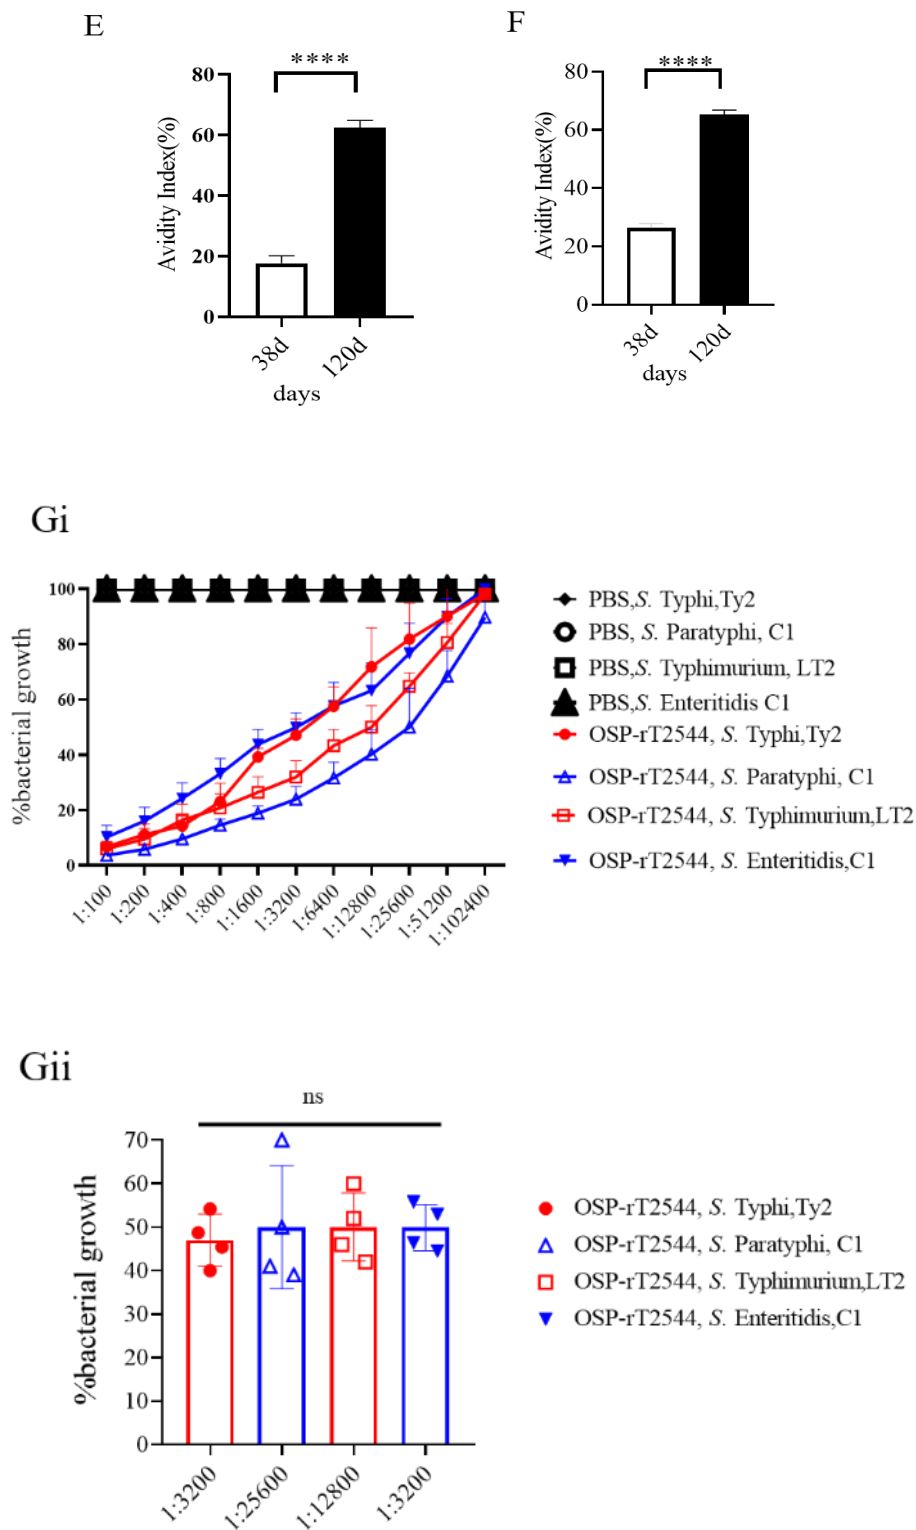 E
****
80
60
40
20
0
Avidity Index(%)
38d
120d
days
F
****
80
60
40
20
0
Avidity Index(%)
38d
120d
days
Gi
100
80
60
40
20
0
%bacterial growth
1:100
1:200
1:400
1:800
1:1600
1:3200
1:6400
1:12800
1:25600
1:51200
1:102400
PBS,S. Typhi,Ty2
PBS, S. Paratyphi, C1
PBS,S. Typhimurium, LT2
PBS,S. Enteritidis C1
OSP-rT2544, S. Typhi,Ty2
OSP-rT2544, S. Paratyphi, C1
OSP-rT2544, S. Typhimurium,LT2
OSP-rT2544, S. Enteritidis,C1
Gii
ns
70
60
50
40
30
20
10
0
%bacterial growth
1:3200
1:25600
1:12800
1:3200
OSP-rT2544, S. Typhi,Ty2
OSP-rT2544, S. Paratyphi, C1
OSP-rT2544, S. Typhimurium,LT2
OSP-rT2544, S. Enteritidis,C1